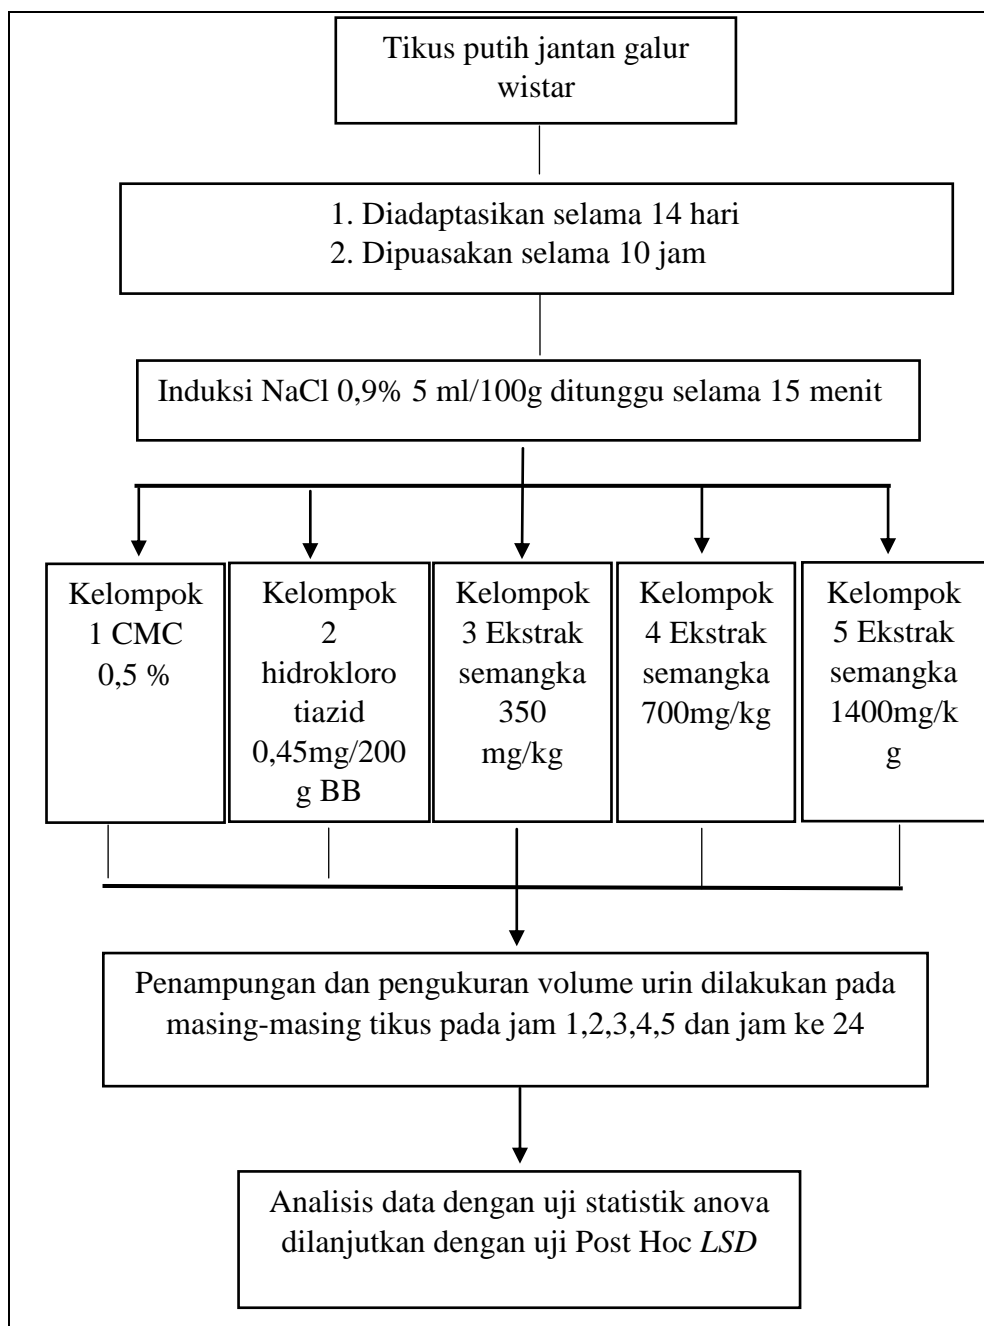 Tikus putih jantan galur
wistar
1. Diadaptasikan selama 14 hari
2. Dipuasakan selama 10 jam
Induksi NaCl 0,9% 5 ml/100g ditunggu selama 15 menit
Kelompok
1 CMC
0,5 %
Kelompok
2
hidrokloro
tiazid
0,45mg/200
g BB
Kelompok
3 Ekstrak
semangka
350
mg/kg
Kelompok
4 Ekstrak
semangka
700mg/kg
Kelompok
5 Ekstrak
semangka
1400mg/k
g
Penampungan dan pengukuran volume urin dilakukan pada
masing-masing tikus pada jam 1,2,3,4,5 dan jam ke 24
Analisis data dengan uji statistik anova
dilanjutkan dengan uji Post Hoc LSD